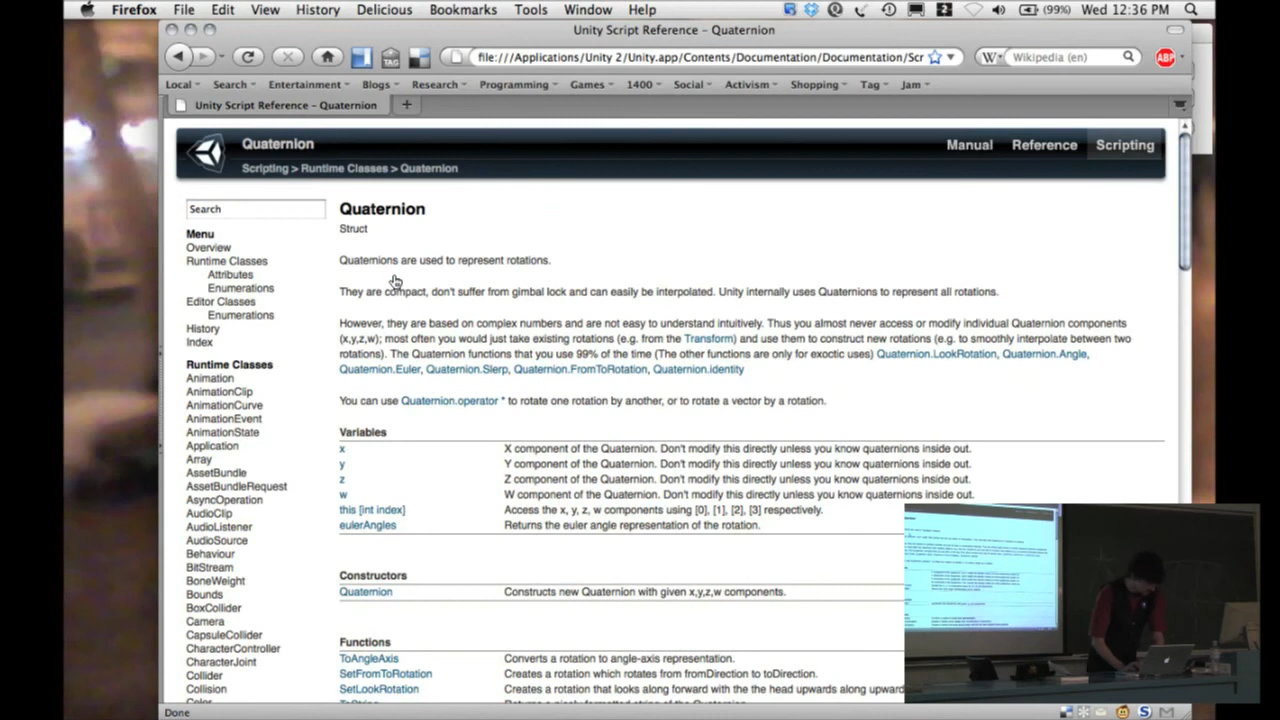 Firefox File Edit View History Delicious Bookmarks Tools Window Help 2 (99%) Wed 12:36 PM
Unity Script Reference - Quaternion
file:///Applications/Unity 2/Unity.app/Contents/Documentation/Documentation/Scr W Wikipedia (en) ABP
Local Search Entertainment Blogs Research Programming Games 1400 Social Activism Shopping Tag Jam
Unity Script Reference - Quaternion +
Quaternion
Manual Reference Scripting
Scripting > Runtime Classes > Quaternion
Search
Menu
Overview
Runtime Classes
Attributes
Enumerations
Editor Classes
Enumerations
History
Index
Runtime Classes
Animation
AnimationClip
AnimationCurve
AnimationEvent
AnimationState
Application
Array
AssetBundle
AssetBundleRequest
AsyncOperation
AudioClip
AudioListener
AudioSource
Behaviour
BitStream
BoneWeight
Bounds
BoxCollider
Camera
CapsuleCollider
CharacterController
CharacterJoint
Collider
Collision
Color
Quaternion
Struct
Quaternions are used to represent rotations.
They are compact, don't suffer from gimbal lock and can easily be interpolated. Unity internally uses Quaternions to represent all rotations.
However, they are based on complex numbers and are not easy to understand intuitively. Thus you almost never access or modify individual Quaternion components
(x,y,z,w); most often you would just take existing rotations (e.g. from the Transform) and use them to construct new rotations (e.g. to smoothly interpolate between two
rotations). The Quaternion functions that you use 99% of the time (The other functions are only for exoctic uses) Quaternion.LookRotation, Quaternion.Angle,
Quaternion.Euler, Quaternion.Slerp, Quaternion.FromToRotation, Quaternion.identity
You can use Quaternion.operator * to rotate one rotation by another, or to rotate a vector by a rotation.
Variables
x X component of the Quaternion. Don't modify this directly unless you know quaternions inside out.
y Y component of the Quaternion. Don't modify this directly unless you know quaternions inside out.
z Z component of the Quaternion. Don't modify this directly unless you know quaternions inside out.
w W component of the Quaternion. Don't modify this directly unless you know quaternions inside out.
this [int index] Access the x, y, z, w components using [0], [1], [2], [3] respectively.
eulerAngles Returns the euler angle representation of the rotation.
Constructors
Quaternion Constructs new Quaternion with given x,y,z,w components.
Functions
ToAngleAxis Converts a rotation to angle-axis representation.
SetFromToRotation Creates a rotation which rotates from fromDirection to toDirection.
SetLookRotation Creates a rotation that looks along forward with the the head upwards along upward
Done